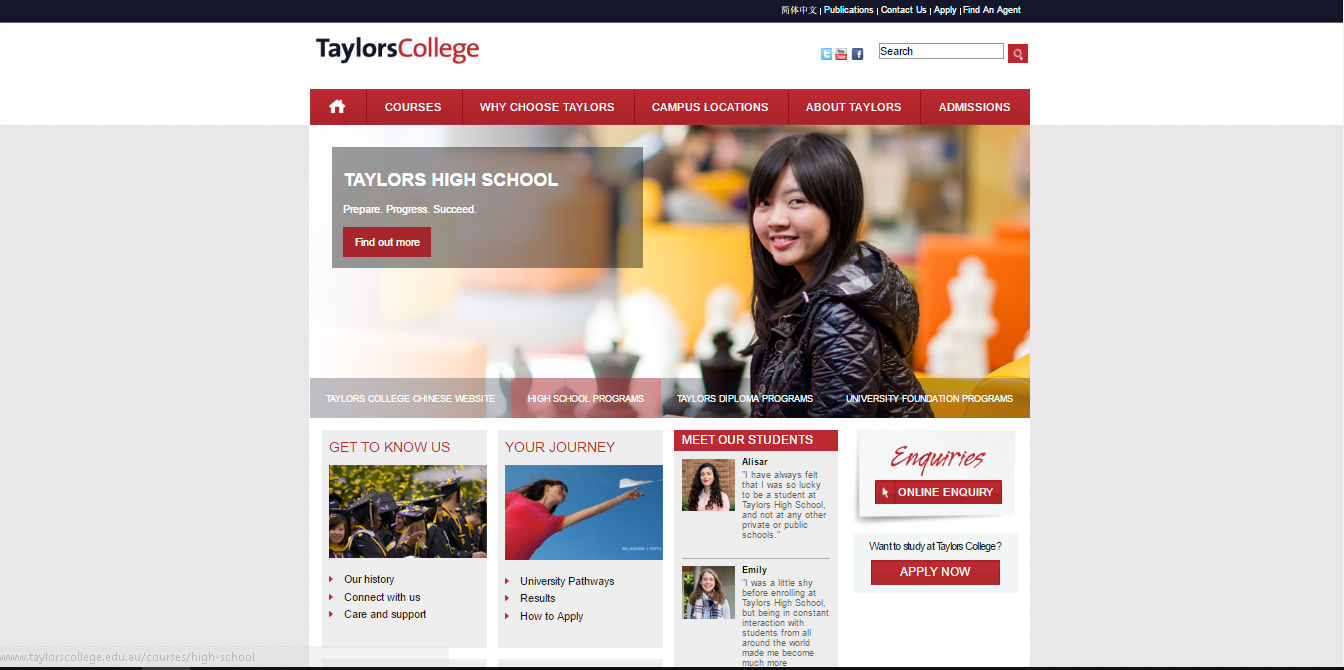 简体中文 | Publications | Contact Us | Apply | Find An Agent
TaylorsCollege
Search
COURSES WHY CHOOSE TAYLORS CAMPUS LOCATIONS ABOUT TAYLORS ADMISSIONS
TAYLORS HIGH SCHOOL
Prepare. Progress. Succeed.
Find out more
TAYLORS COLLEGE CHINESE WEBSITE HIGH SCHOOL PROGRAMS TAYLORS DIPLOMA PROGRAMS UNIVERSITY FOUNDATION PROGRAMS
GET TO KNOW US
Our history
Connect with us
Care and support
YOUR JOURNEY
MELBOURNE | PERTH
University Pathways
Results
How to Apply
MEET OUR STUDENTS
Alisar
"I have always felt
that I was so lucky
to be a student at
Taylors High School,
and not at any other
private or public
schools."
Emily
"I was a little shy
before enrolling at
Taylors High School,
but being in constant
interaction with
students from all
around the world
made me become
much more
Enquiries
ONLINE ENQUIRY
Want to study at Taylors College?
APPLY NOW
www.taylorscollege.edu.au/courses/high-school